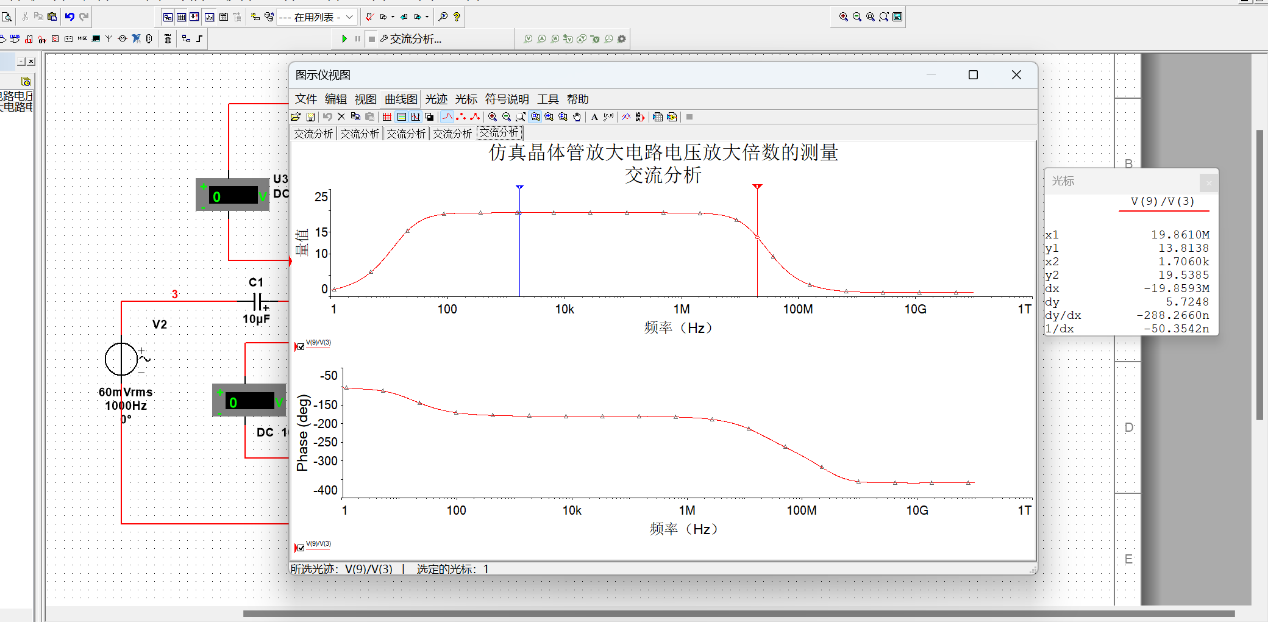 --- 在用列表 -
交流分析...
图示仪视图
文件 编辑 视图 曲线图 光迹 光标 符号说明 工具 帮助
交流分析 交流分析 交流分析 交流分析 交流分析
仿真晶体管放大电路电压放大倍数的测量
交流分析
25
15
10
5
0
量值
1 100 10k 1M 100M 10G 1T
频率（Hz）
V(9)/V(3)
-50
-150
-200
-250
-300
-400
Phase (deg)
1 100 10k 1M 100M 10G 1T
频率（Hz）
V(9)/V(3)
所选光迹：V(9)/V(3) | 选定的光标：1
光标
V(9)/V(3)
x1 19.8610M
y1 13.8138
x2 1.7060k
y2 19.5385
dx -19.8593M
dy 5.7248
dy/dx -288.2660n
1/dx -50.3542n
路电压
大电路电
U3
DC
0 V
C1
3
10µF
V2
60mVrms
1000Hz
0°
0 V
DC
B
D
E